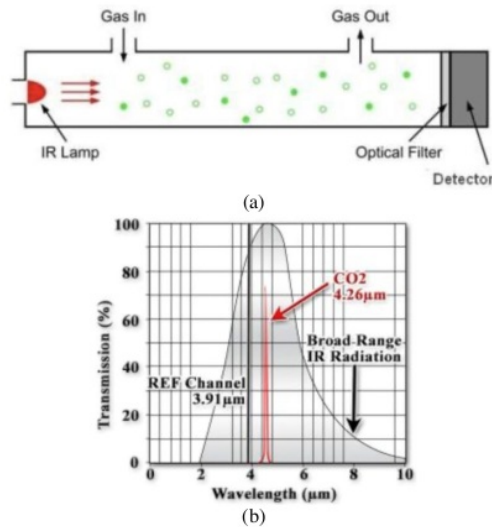 Gas In
Gas Out
IR Lamp
Optical Filter
Detector
(a)
100
80
60
40
20
0
Transmission (%)
CO2
4.26µm
Broad Range
IR Radiation
REF Channel
3.91µm
0 2 4 6 8 10
Wavelength (µm)
(b)